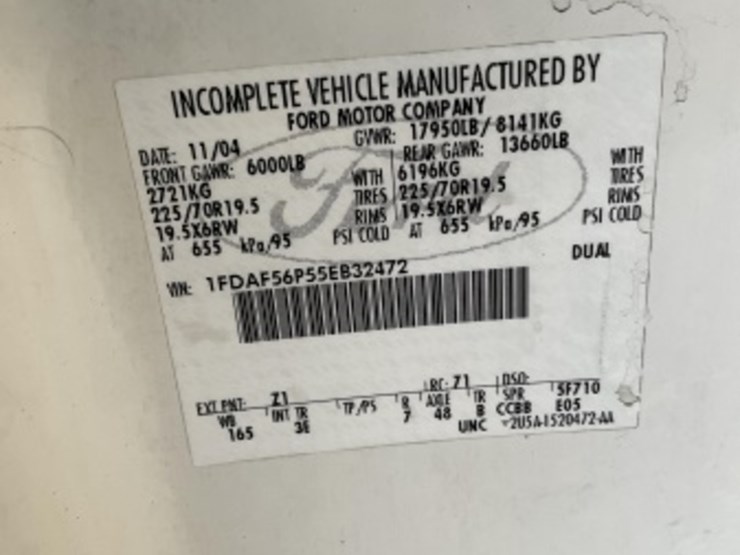 INCOMPLETE VEHICLE MANUFACTURED BY
FORD MOTOR COMPANY
DATE: 11/04 GVWR: 17950LB/ 8141KG
FRONT GAWR: 6000LB REAR GAWR: 13660LB
2721KG WITH 6196KG WITH
225/70R19.5 TIRES 225/70R19.5 TIRES
19.5X6RW RIMS 19.5X6RW RIMS
AT 655 kPa/95 PSI COLD AT 655 kPa/95 PSI COLD
DUAL
VIN: 1FDAF56P55EB32472
Ford
EXT PNT: Z1 RC: 71 DSO: 5F710
WB INT TR TP/PS R AXLE TR SPR E05
165 3E 7 48 B CCBB
UNC 2U5A-1520472-AA